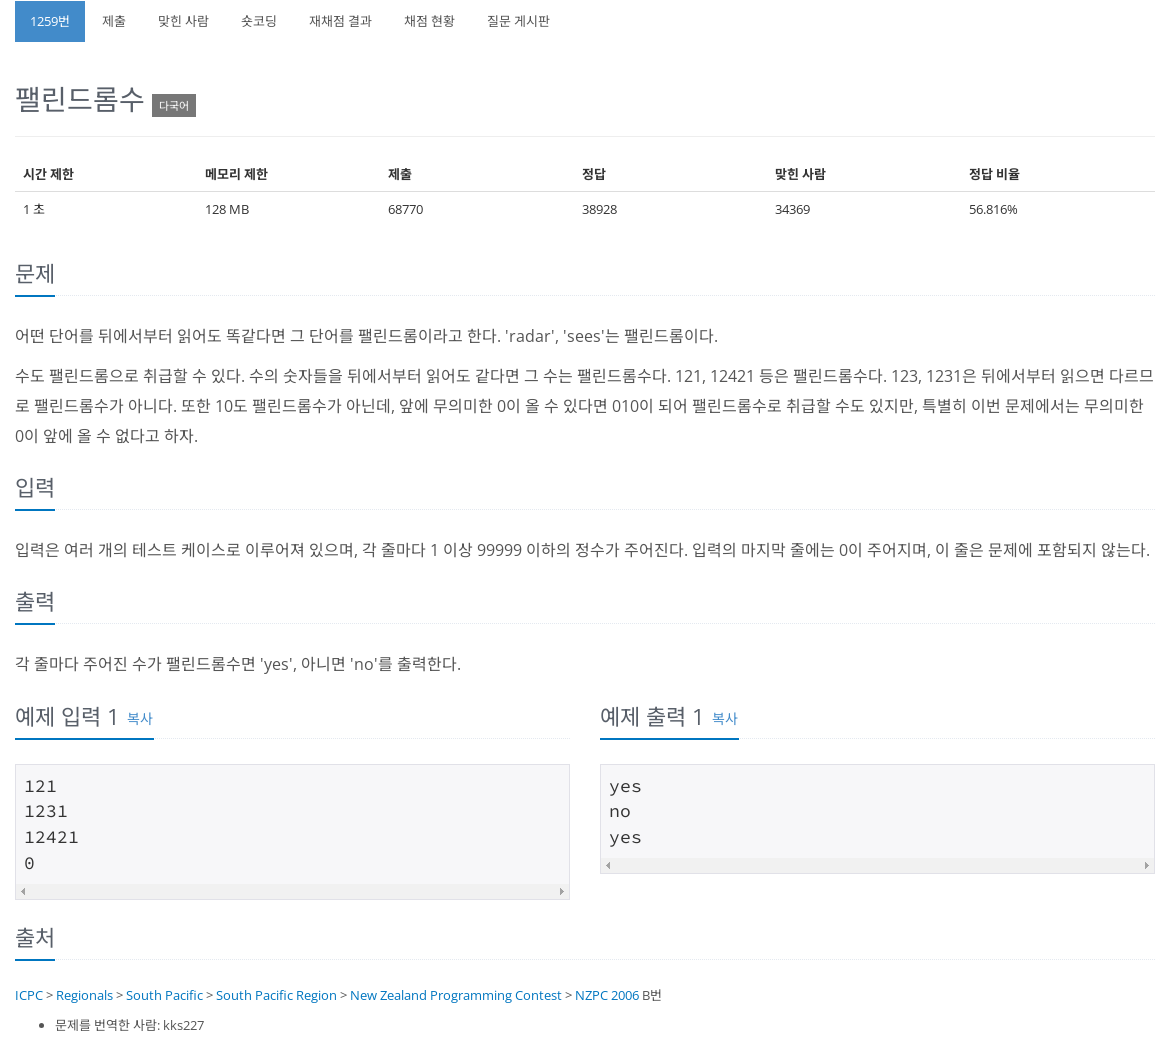 1259번 제출 맞힌 사람 숏코딩 재채점 결과 채점 현황 질문 게시판
팰린드롬수 다국어
시간 제한 메모리 제한 제출 정답 맞힌 사람 정답 비율
1 초 128 MB 68770 38928 34369 56.816%
문제
어떤 단어를 뒤에서부터 읽어도 똑같다면 그 단어를 팰린드롬이라고 한다. 'radar', 'sees'는 팰린드롬이다.
수도 팰린드롬으로 취급할 수 있다. 수의 숫자들을 뒤에서부터 읽어도 같다면 그 수는 팰린드롬수다. 121, 12421 등은 팰린드롬수다. 123, 1231은 뒤에서부터 읽으면 다르므
로 팰린드롬수가 아니다. 또한 10도 팰린드롬수가 아닌데, 앞에 무의미한 0이 올 수 있다면 010이 되어 팰린드롬수로 취급할 수도 있지만, 특별히 이번 문제에서는 무의미한
0이 앞에 올 수 없다고 하자.
입력
입력은 여러 개의 테스트 케이스로 이루어져 있으며, 각 줄마다 1 이상 99999 이하의 정수가 주어진다. 입력의 마지막 줄에는 0이 주어지며, 이 줄은 문제에 포함되지 않는다.
출력
각 줄마다 주어진 수가 팰린드롬수면 'yes', 아니면 'no'를 출력한다.
예제 입력 1 복사
121
1231
12421
0
예제 출력 1 복사
yes
no
yes
출처
ICPC > Regionals > South Pacific > South Pacific Region > New Zealand Programming Contest > NZPC 2006 B번
문제를 번역한 사람: kks227